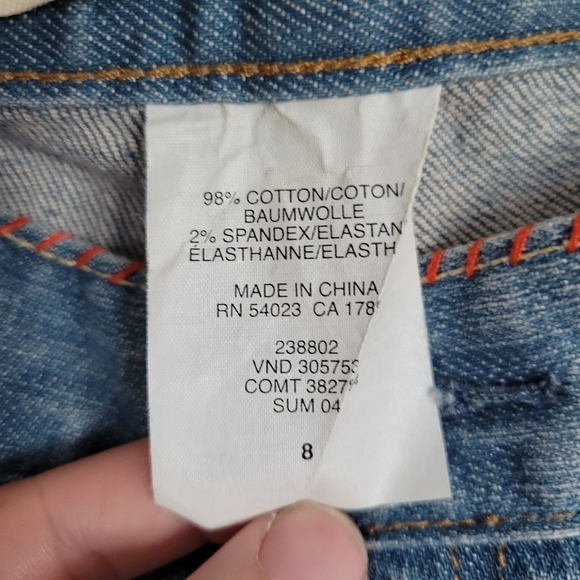 98% COTTON/COTON/
BAUMWOLLE
2% SPANDEX/ELASTAN
ÉLASTHANNE/ELASTH
MADE IN CHINA
RN 54023 CA 178
238802
VND 30575
COMT 3827
SUM 04
8